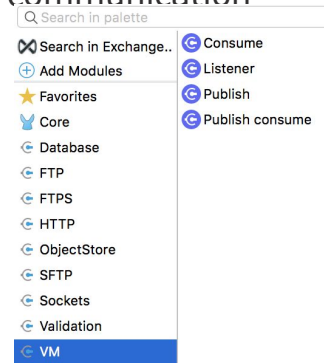 communication
Search in palette
Search in Exchange..
Add Modules
Favorites
Core
Database
FTP
FTPS
HTTP
ObjectStore
SFTP
Sockets
Validation
VM
Consume
Listener
Publish
Publish consume